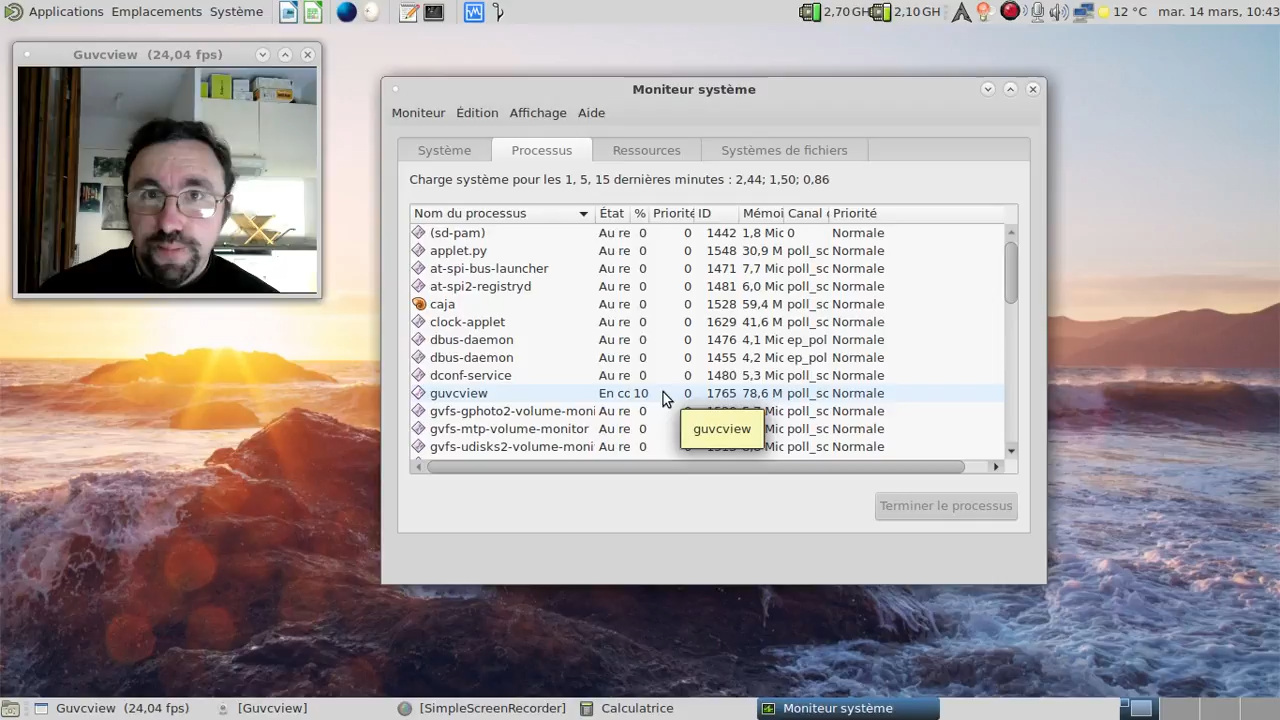 Applications Emplacements Système 2,70 GH 2,10 GH 12 °C mar. 14 mars, 10:43
Guvcview (24,04 fps)
Moniteur système
Moniteur Édition Affichage Aide
Système Processus Ressources Systèmes de fichiers
Charge système pour les 1, 5, 15 dernières minutes : 2,44; 1,50; 0,86
Nom du processus État % Priorité ID Mémoi Canal Priorité
(sd-pam) Au re 0 0 1442 1,8 Mic 0 Normale
applet.py Au re 0 0 1548 30,9 M poll_sc Normale
at-spi-bus-launcher Au re 0 0 1471 7,7 Mic poll_sc Normale
at-spi2-registryd Au re 0 0 1481 6,0 Mic poll_sc Normale
caja Au re 0 0 1528 59,4 M poll_sc Normale
clock-applet Au re 0 0 1629 41,6 M poll_sc Normale
dbus-daemon Au re 0 0 1476 4,1 Mic ep_pol Normale
dbus-daemon Au re 0 0 1455 4,2 Mic ep_pol Normale
dconf-service Au re 0 0 1480 5,3 Mic poll_sc Normale
guvcview En cc 10 0 1765 78,6 M poll_sc Normale
gvfs-gphoto2-volume-moni Au re 0 Mic poll_sc Normale
gvfs-mtp-volume-monitor Au re 0 Mic poll_sc Normale
gvfs-udisks2-volume-moni Au re 0 Mic poll_sc Normale
guvcview
Terminer le processus
Guvcview (24,04 fps) [Guvcview] [SimpleScreenRecorder] Calculatrice Moniteur système